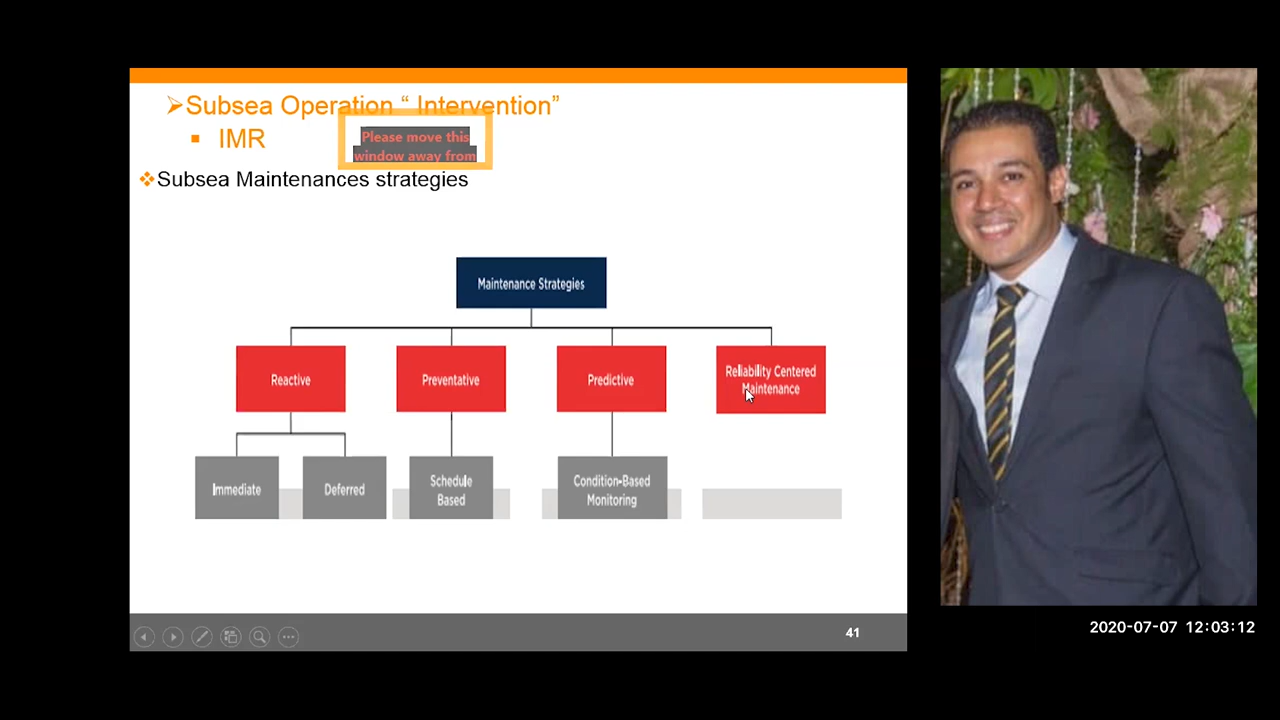 Subsea Operation “ Intervention”
IMR
Please move this
window away from
Subsea Maintenances strategies
Maintenance Strategies
Reactive
Preventative
Predictive
Reliability Centered
Maintenance
Immediate
Deferred
Schedule
Based
Condition-Based
Monitoring
41
2020-07-07 12:03:12